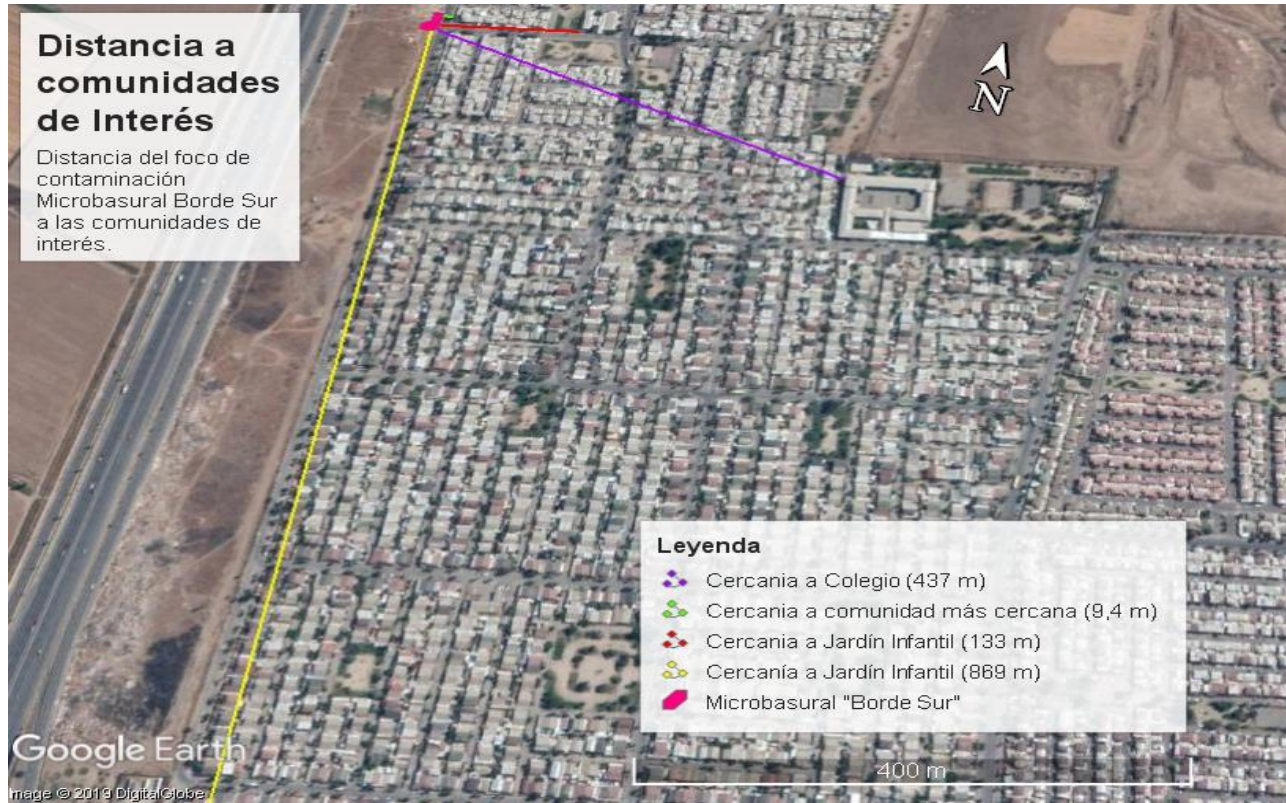 Distancia a
comunidades
de Interés
Distancia del foco de
contaminación
Microbasural Borde Sur
a las comunidades de
interés.
N
Leyenda
Cercania a Colegio (437 m)
Cercania a comunidad más cercana (9,4 m)
Cercania a Jardín Infantil (133 m)
Cercanía a Jardín Infantil (869 m)
Microbasural "Borde Sur"
Google Earth
400 m
mage © 2019 DigitalGlobe